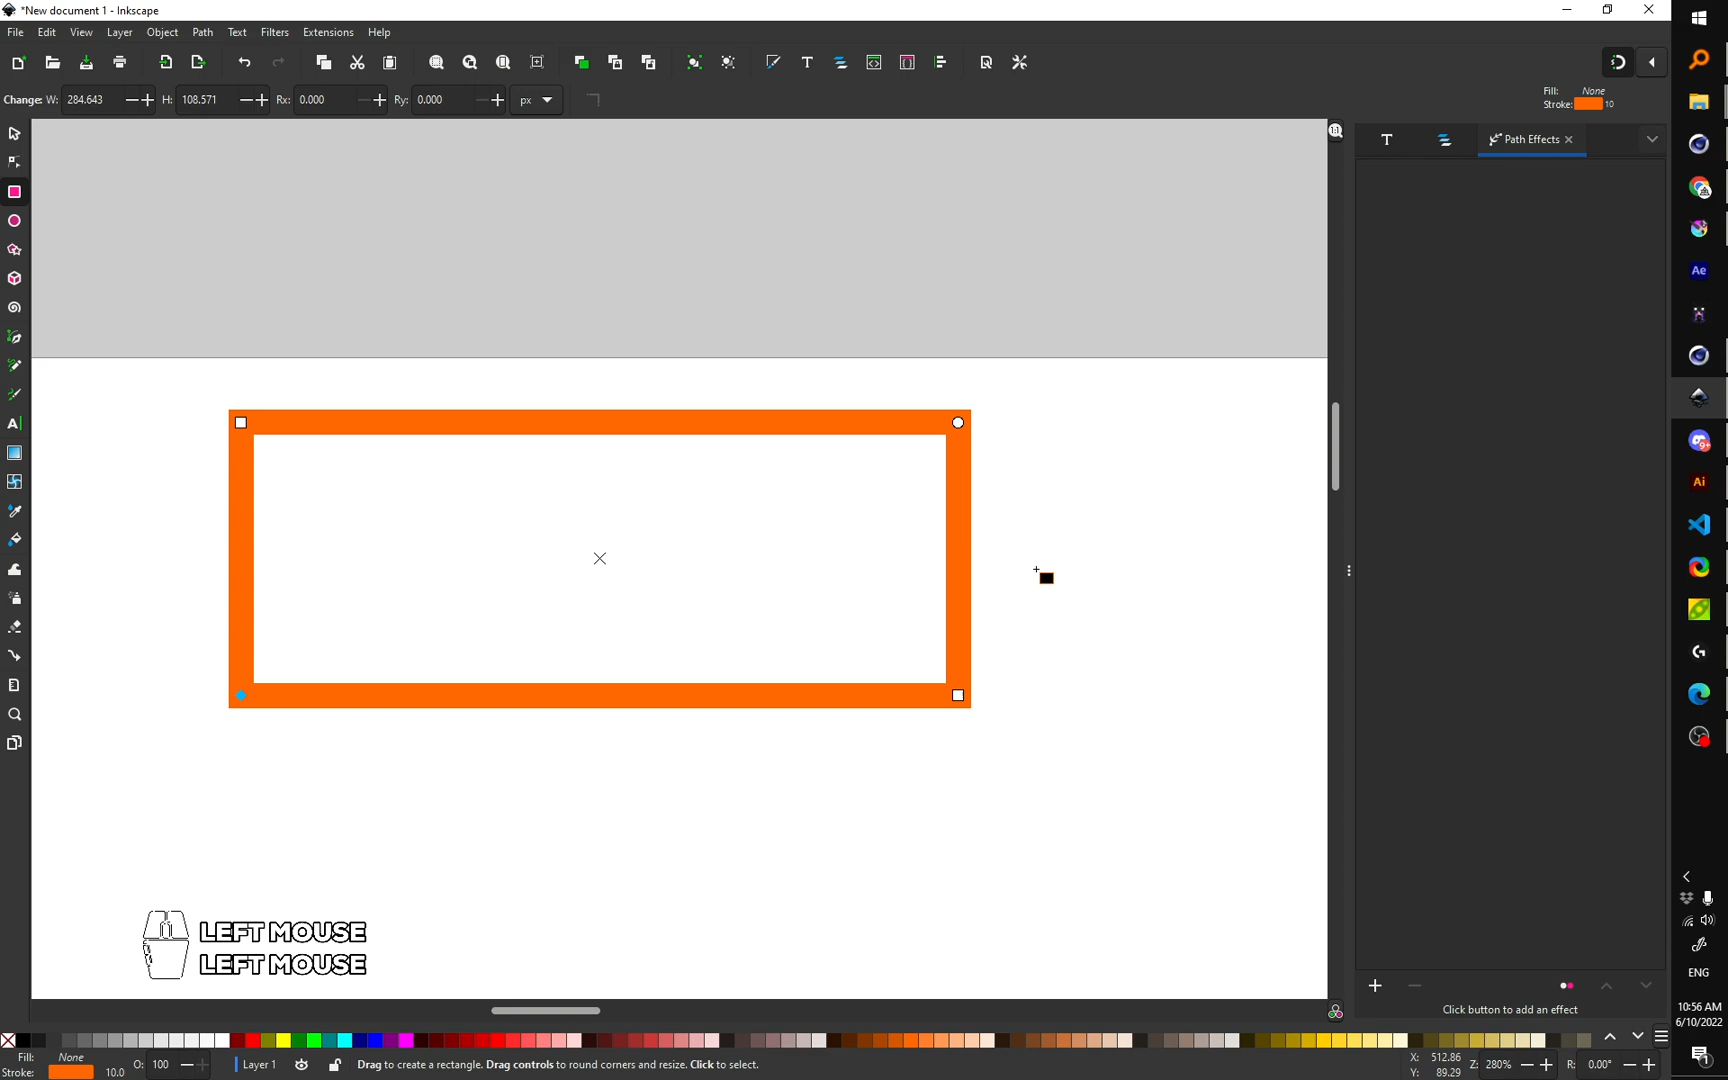 *New document 1 - Inkscape
File Edit View Layer Object Path Text Filters Extensions Help
Change: W: 284.643 H: 108.571 Rx: 0.000 Ry: 0.000 px
Fill: None
Stroke: 10
Path Effects
LEFT MOUSE
LEFT MOUSE
Click button to add an effect
ENG
10:56 AM
6/10/2022
Fill: None
Stroke: 10.0
O: 100
Layer 1
Drag to create a rectangle. Drag controls to round corners and resize. Click to select.
X: 512.86
Y: 89.29
Z: 280%
R: 0.00°
Ae
Ai
9+
1:1
1